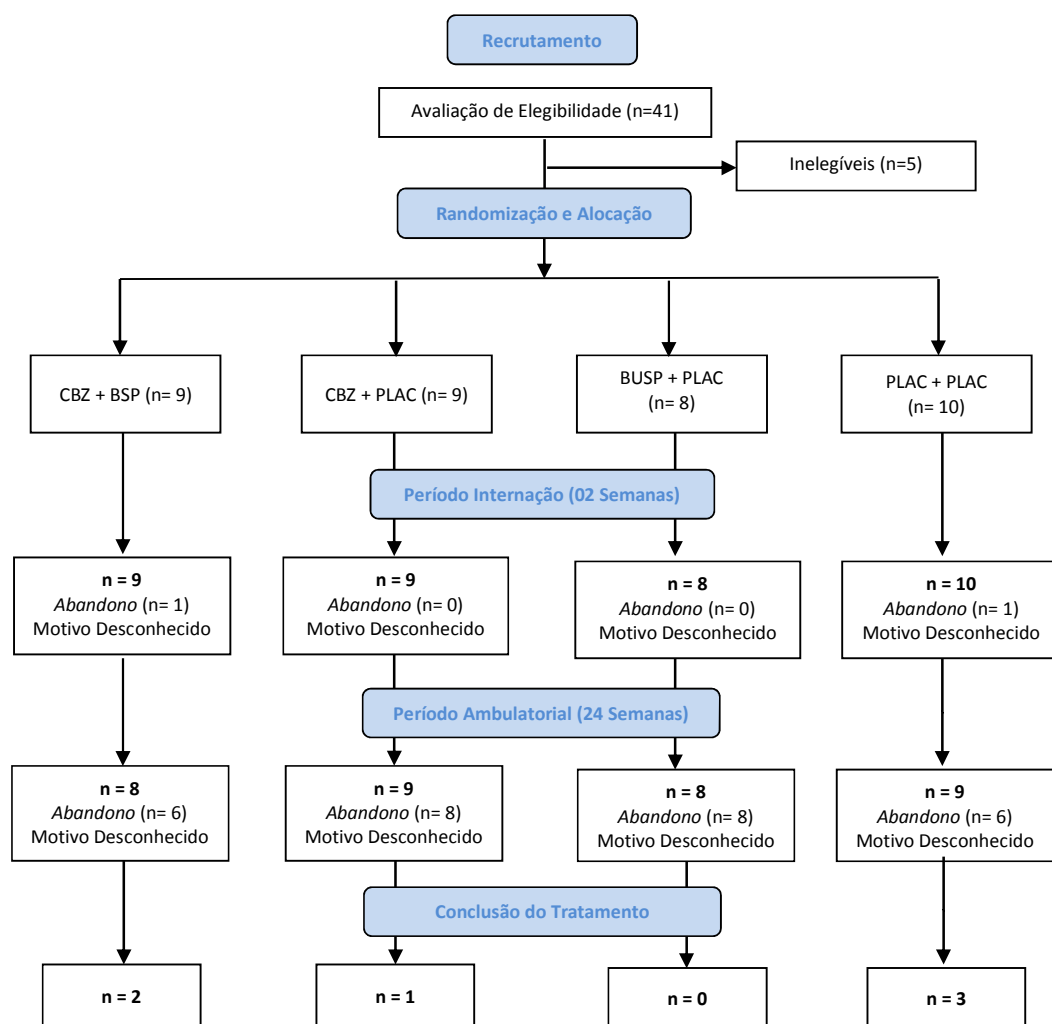 Recrutamento
Avaliação de Elegibilidade (n=41)
Inelegíveis (n=5)
Randomização e Alocação
CBZ + BSP (n= 9)
CBZ + PLAC (n= 9)
BUSP + PLAC
(n= 8)
PLAC + PLAC
(n= 10)
Período Internação (02 Semanas)
n = 9
Abandono (n= 1)
Motivo Desconhecido
n = 9
Abandono (n= 0)
Motivo Desconhecido
n = 8
Abandono (n= 0)
Motivo Desconhecido
n = 10
Abandono (n= 1)
Motivo Desconhecido
Período Ambulatorial (24 Semanas)
n = 8
Abandono (n= 6)
Motivo Desconhecido
n = 9
Abandono (n= 8)
Motivo Desconhecido
n = 8
Abandono (n= 8)
Motivo Desconhecido
n = 9
Abandono (n= 6)
Motivo Desconhecido
Conclusão do Tratamento
n = 2
n = 1
n = 0
n = 3